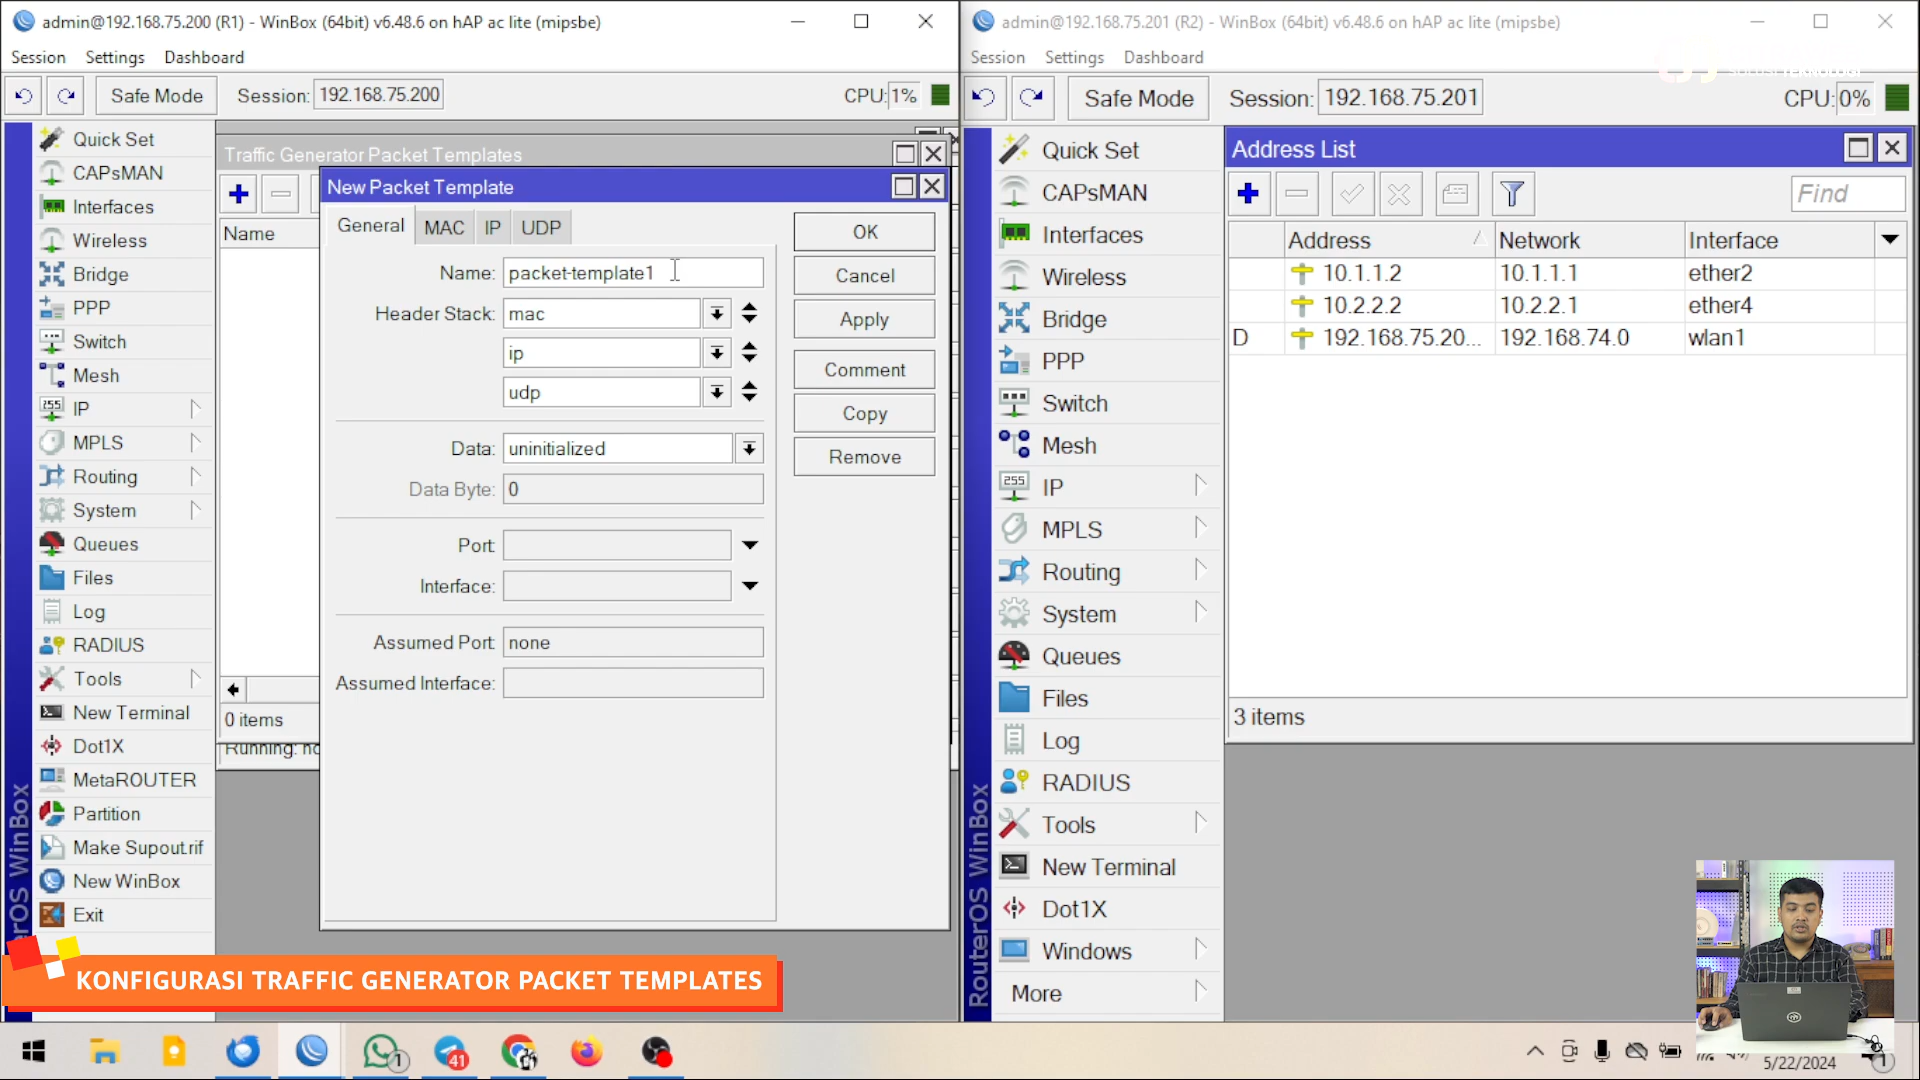 admin@192.168.75.200 (R1) - WinBox (64bit) v6.48.6 on hAP ac lite (mipsbe)
Session Settings Dashboard
Safe Mode Session: 192.168.75.200 CPU: 1%
Quick Set
CAPsMAN
Interfaces
Wireless
Bridge
PPP
Switch
Mesh
IP
MPLS
Routing
System
Queues
Files
Log
RADIUS
Tools
New Terminal
Dot1X
MetaROUTER
Partition
Make Supout.rif
New WinBox
Exit
Traffic Generator Packet Templates
Name
0 items
New Packet Template
General MAC IP UDP
Name: packet-template1
Header Stack: mac
ip
udp
Data: uninitialized
Data Byte: 0
Port:
Interface:
Assumed Port: none
Assumed Interface:
OK
Cancel
Apply
Comment
Copy
Remove
KONFIGURASI TRAFFIC GENERATOR PACKET TEMPLATES
admin@192.168.75.201 (R2) - WinBox (64bit) v6.48.6 on hAP ac lite (mipsbe)
Session Settings Dashboard
Safe Mode Session: 192.168.75.201 CPU: 0%
RouterOS WinBox
Quick Set
CAPsMAN
Interfaces
Wireless
Bridge
PPP
Switch
Mesh
IP
MPLS
Routing
System
Queues
Files
Log
RADIUS
Tools
New Terminal
Dot1X
Windows
More
Address List
Find
Address Network Interface
10.1.1.2 10.1.1.1 ether2
10.2.2.2 10.2.2.1 ether4
D 192.168.75.20... 192.168.74.0 wlan1
3 items
1
41
5/22/2024
1